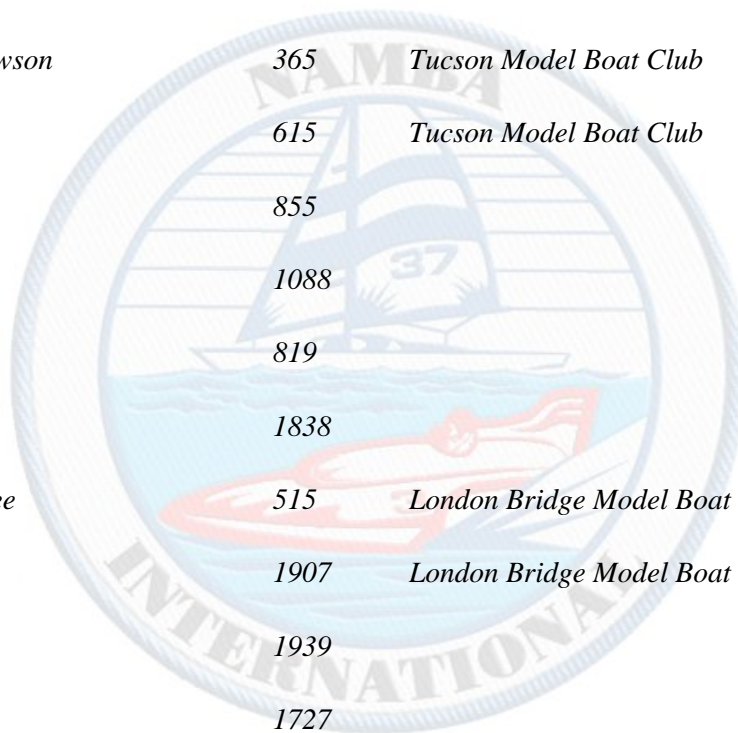 wson 365 Tucson Model Boat Club
NAMBA
615 Tucson Model Boat Club
855
1088
37
819
1838
ee 515 London Bridge Model Boat
1907 London Bridge Model Boat
INTERNATIONAL
1939
1727